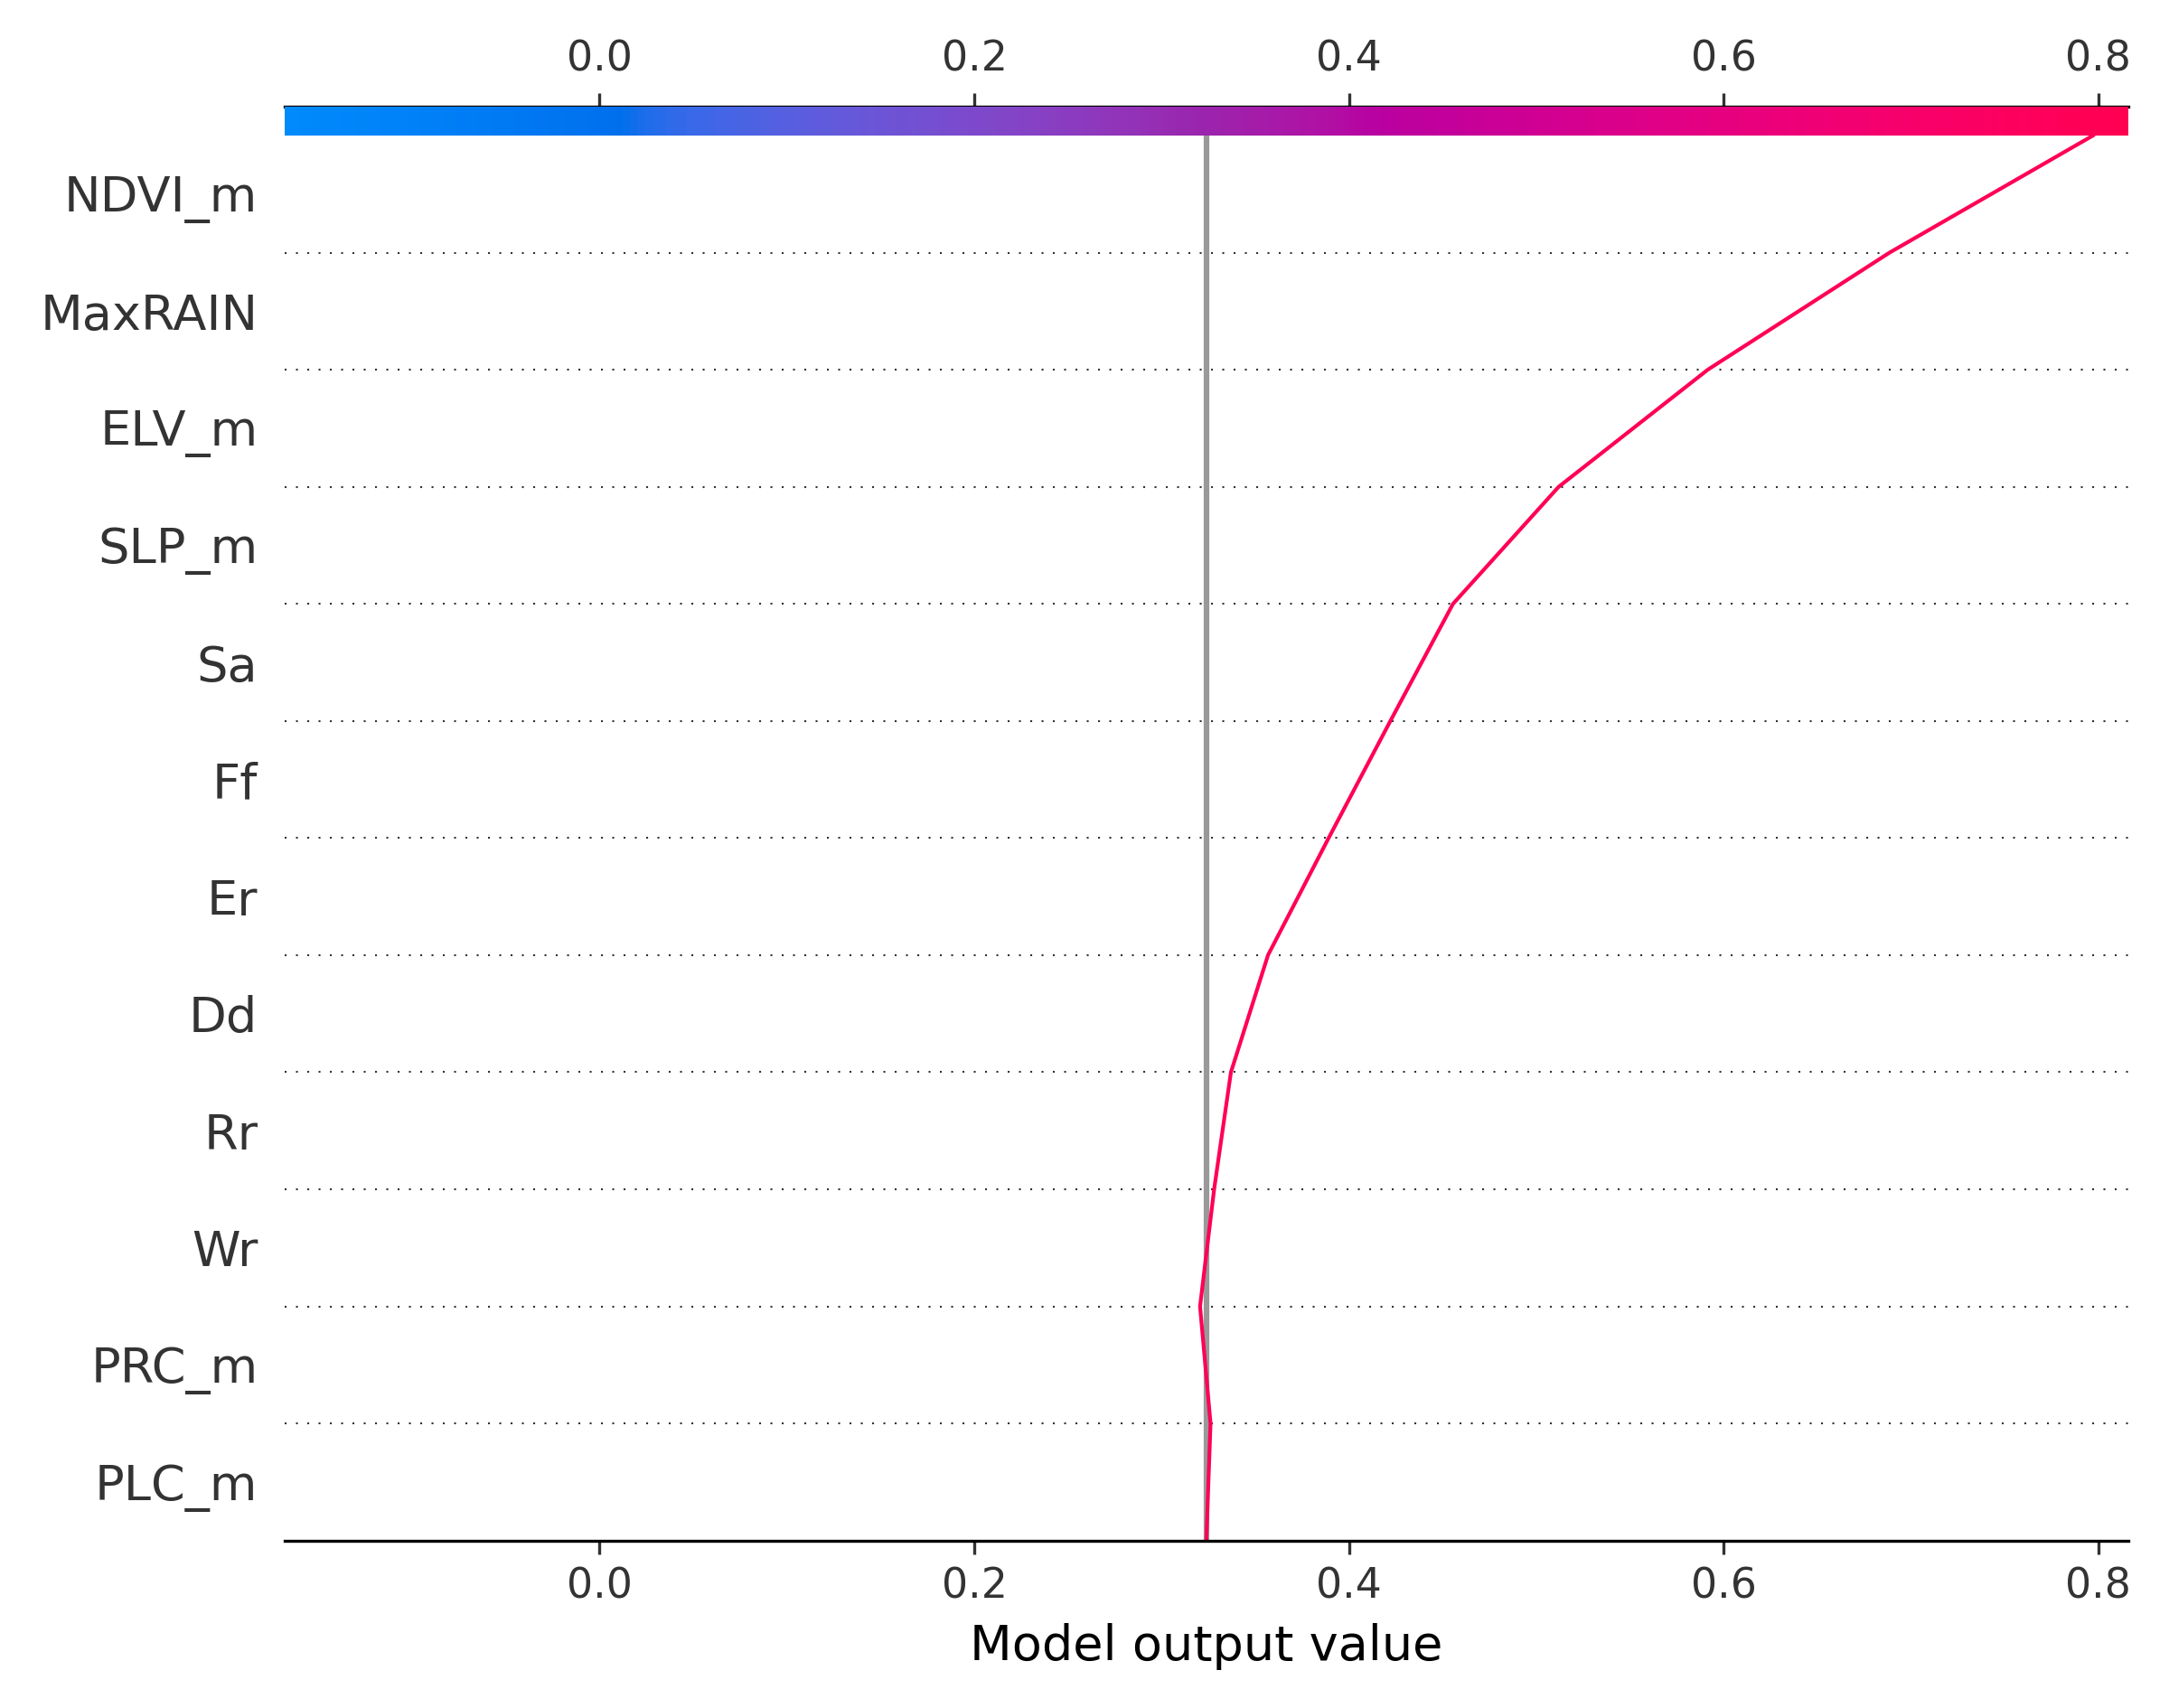 0.0 0.2 0.4 0.6 0.8
NDVI_m
MaxRAIN
ELV_m
SLP_m
Sa
Ff
Er
Dd
Rr
Wr
PRC_m
PLC_m
0.0 0.2 0.4 0.6 0.8
Model output value